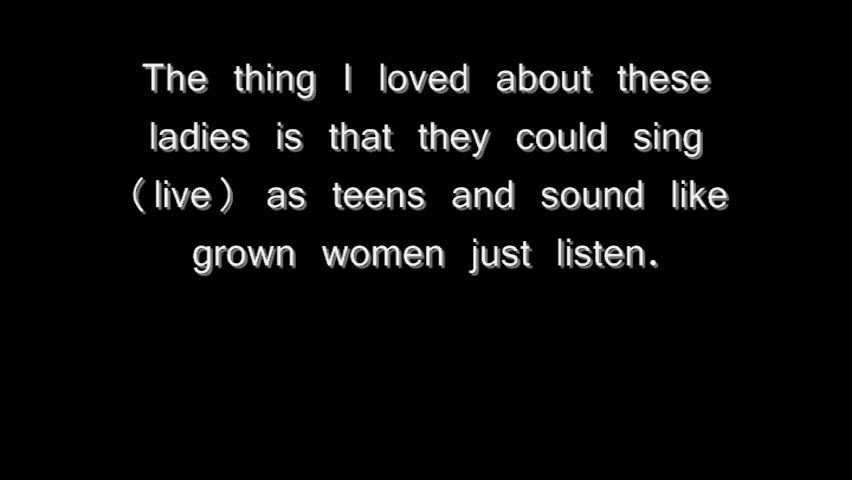 The thing I loved about these
ladies is that they could sing
(live) as teens and sound like
grown women just listen.